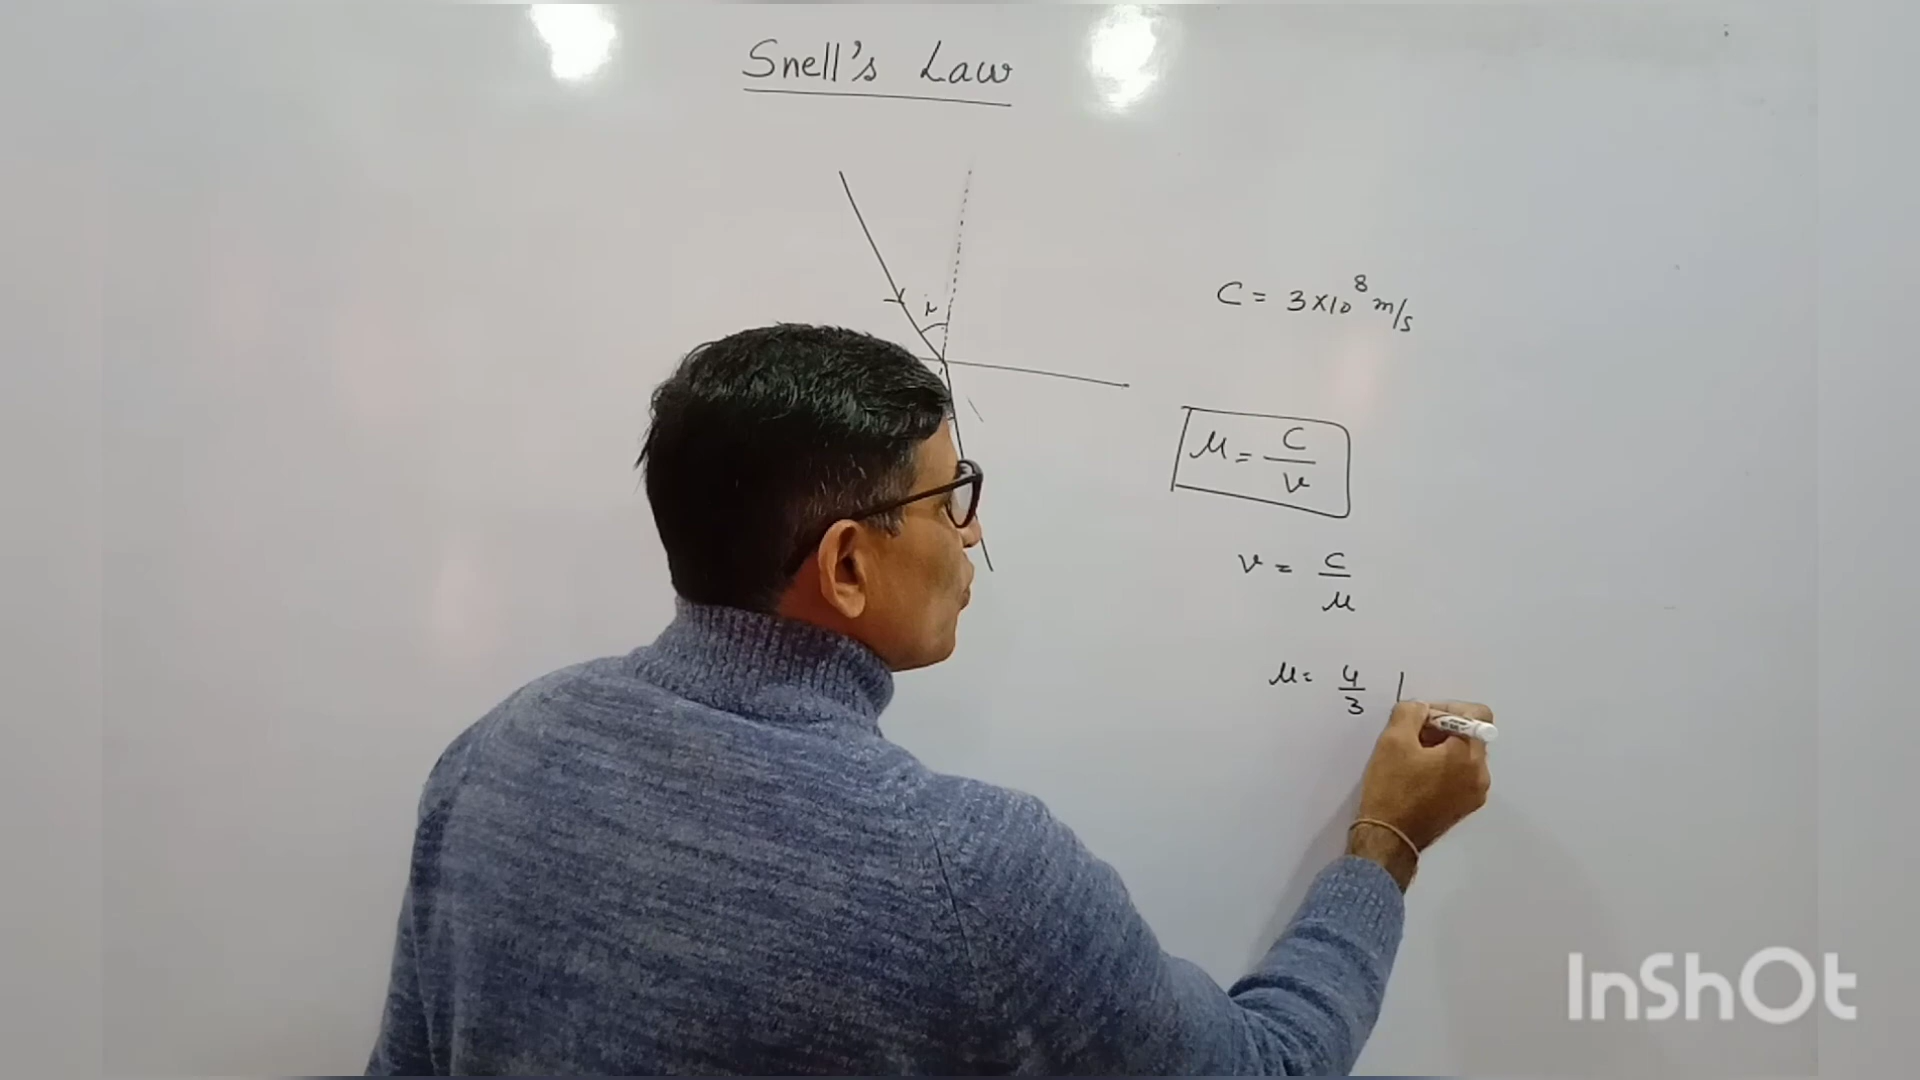 Snell's Law
i
C = 3×10⁸ m/s
μ = C/v
v = C/μ
μ = 4/3
InShOt